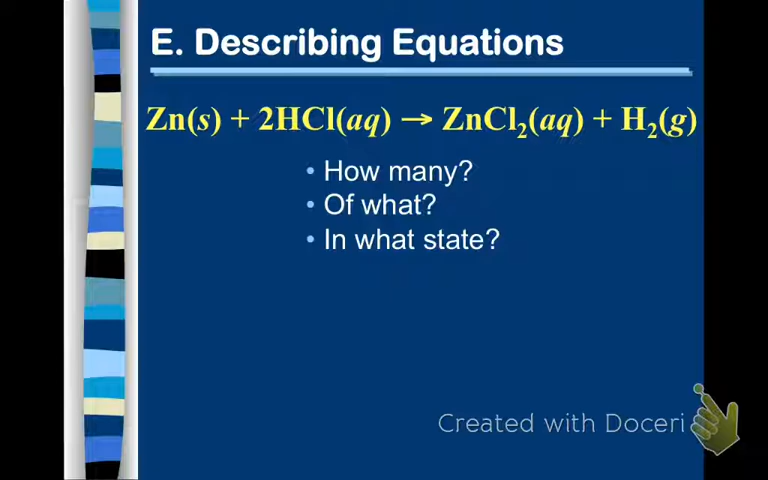 E. Describing Equations
Zn(s) + 2HCl(aq) → ZnCl₂(aq) + H₂(g)
• How many?
• Of what?
• In what state?
Created with Doceri